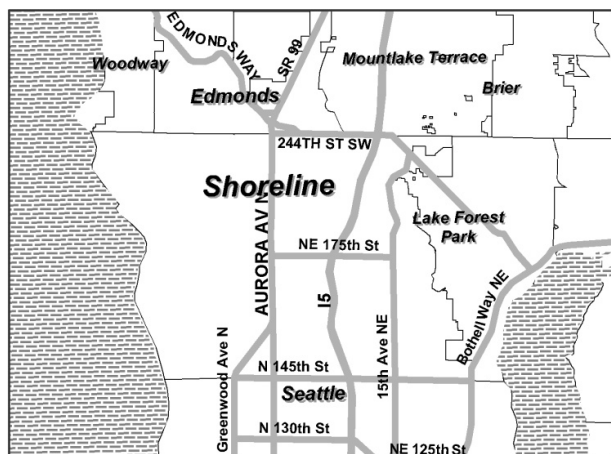 EDMONDS WAY
SR 99
Woodway
Mountlake Terrace
Edmonds
Brier
244TH ST SW
Shoreline
AURORA AV N
Lake Forest
Park
NE 175th St
I5
15th Ave NE
Bothell Way NE
Greenwood Ave N
N 145th St
Seattle
N 130th St
NE 125th St